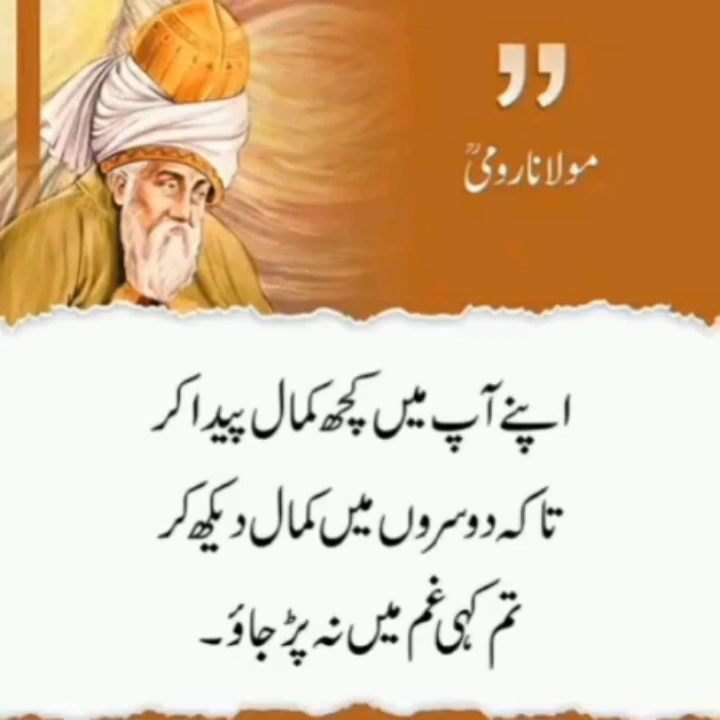 ”
مولانا رومیؒ
اپنے آپ میں کچھ کمال پیدا کر
تاکہ دوسروں میں کمال دیکھ کر
تم کہی غم میں نہ پڑ جاؤ۔